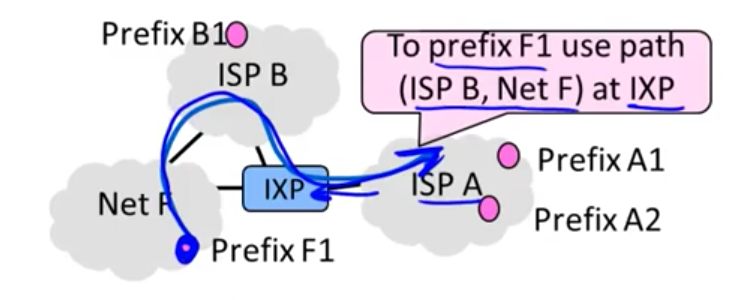 Prefix B1
ISP B
To prefix F1 use path
(ISP B, Net F) at IXP
Net F
IXP
ISP A
Prefix A1
Prefix A2
Prefix F1